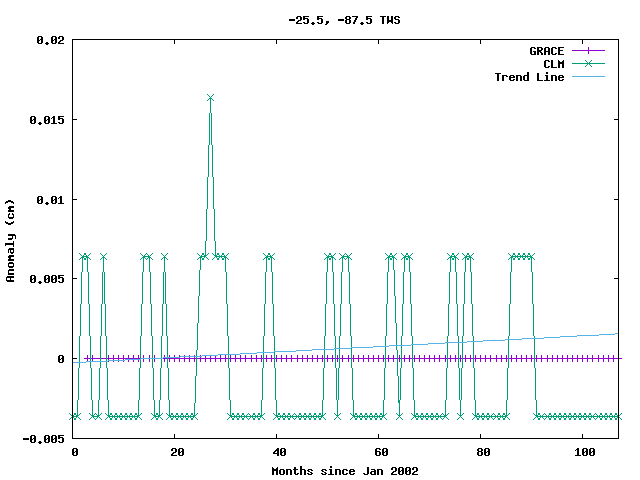 -25.5, -87.5 TWS
0.02
0.015
0.01
0.005
0
-0.005
Anomaly (cm)
GRACE
CLM
Trend Line
0 20 40 60 80 100
Months since Jan 2002